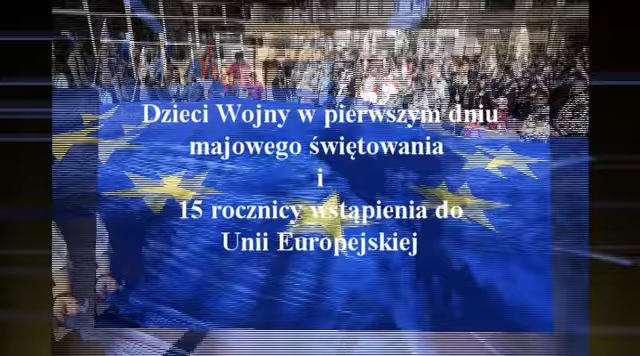 Dzieci Wojny w pierwszym dniu
majowego świętowania
i
15 rocznicy wstąpienia do
Unii Europejskiej